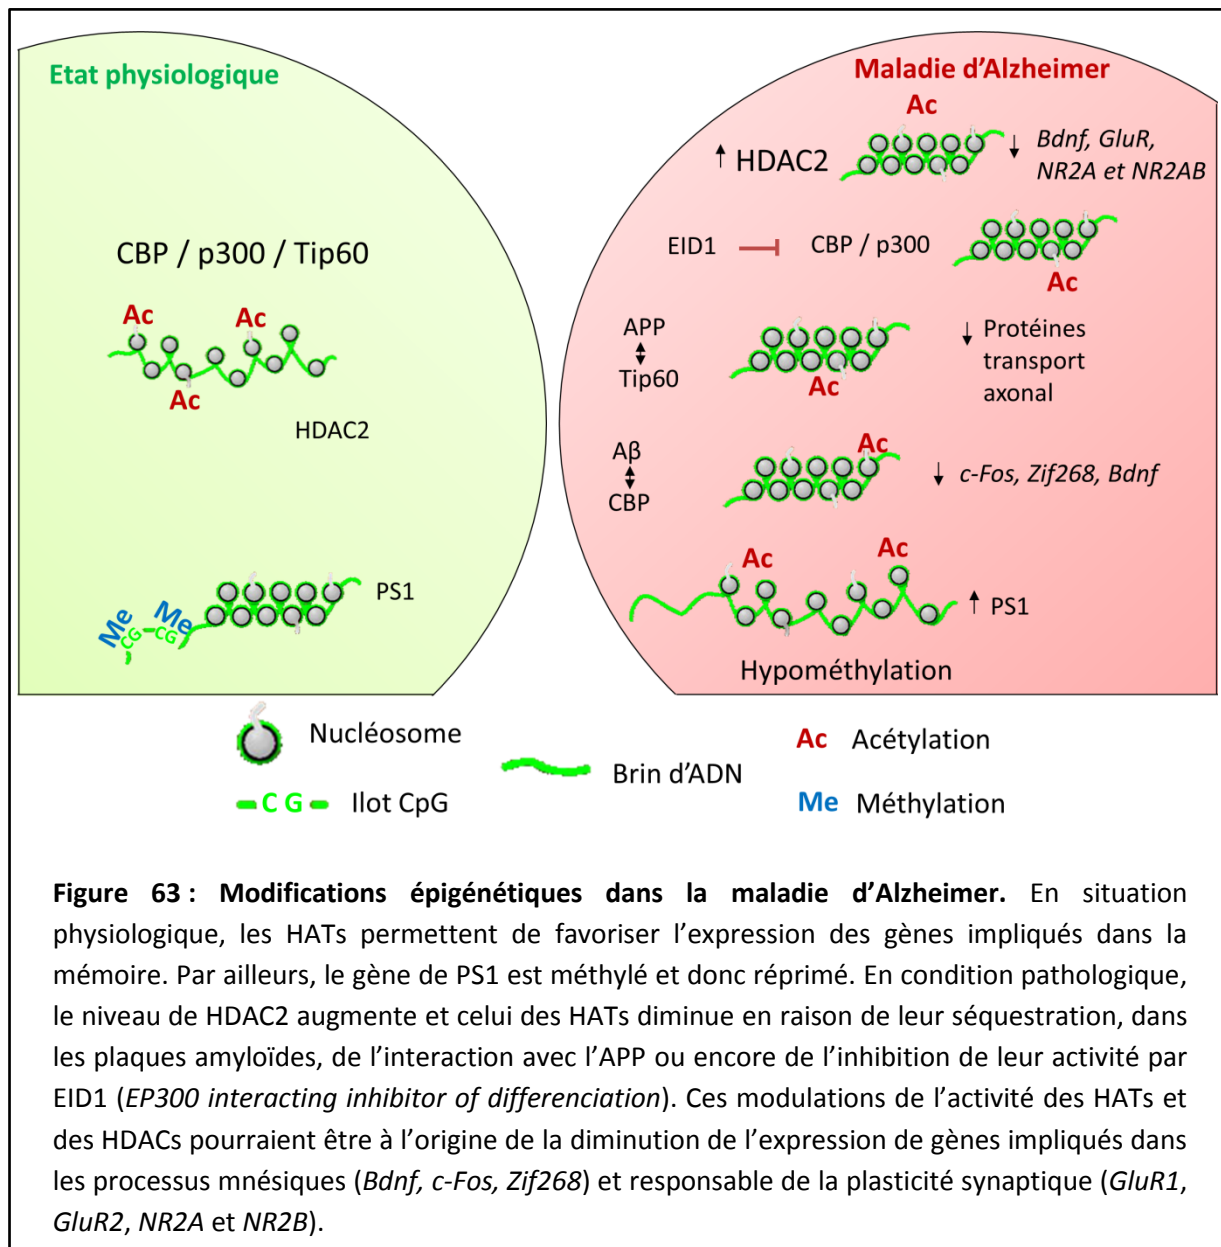 Etat physiologique
CBP / p300 / Tip60
Ac
Ac
Ac
HDAC2
PS1
Me
Me
CG
CG
Maladie d'Alzheimer
Ac
↑ HDAC2
↓ Bdnf, GluR,
NR2A et NR2AB
EID1
CBP / p300
Ac
APP
Tip60
Ac
↓ Protéines
transport
axonal
Aβ
CBP
Ac
↓ c-Fos, Zif268, Bdnf
Ac
Ac
↑ PS1
Hypométhylation
Nucléosome
C G
Ilot CpG
Brin d'ADN
Ac Acétylation
Me Méthylation
Figure 63 : Modifications épigénétiques dans la maladie d'Alzheimer. En situation
physiologique, les HATs permettent de favoriser l'expression des gènes impliqués dans la
mémoire. Par ailleurs, le gène de PS1 est méthylé et donc réprimé. En condition pathologique,
le niveau de HDAC2 augmente et celui des HATs diminue en raison de leur séquestration, dans
les plaques amyloïdes, de l'interaction avec l'APP ou encore de l'inhibition de leur activité par
EID1 (EP300 interacting inhibitor of differenciation). Ces modulations de l'activité des HATs et
des HDACs pourraient être à l'origine de la diminution de l'expression de gènes impliqués dans
les processus mnésiques (Bdnf, c-Fos, Zif268) et responsable de la plasticité synaptique (GluR1,
GluR2, NR2A et NR2B).